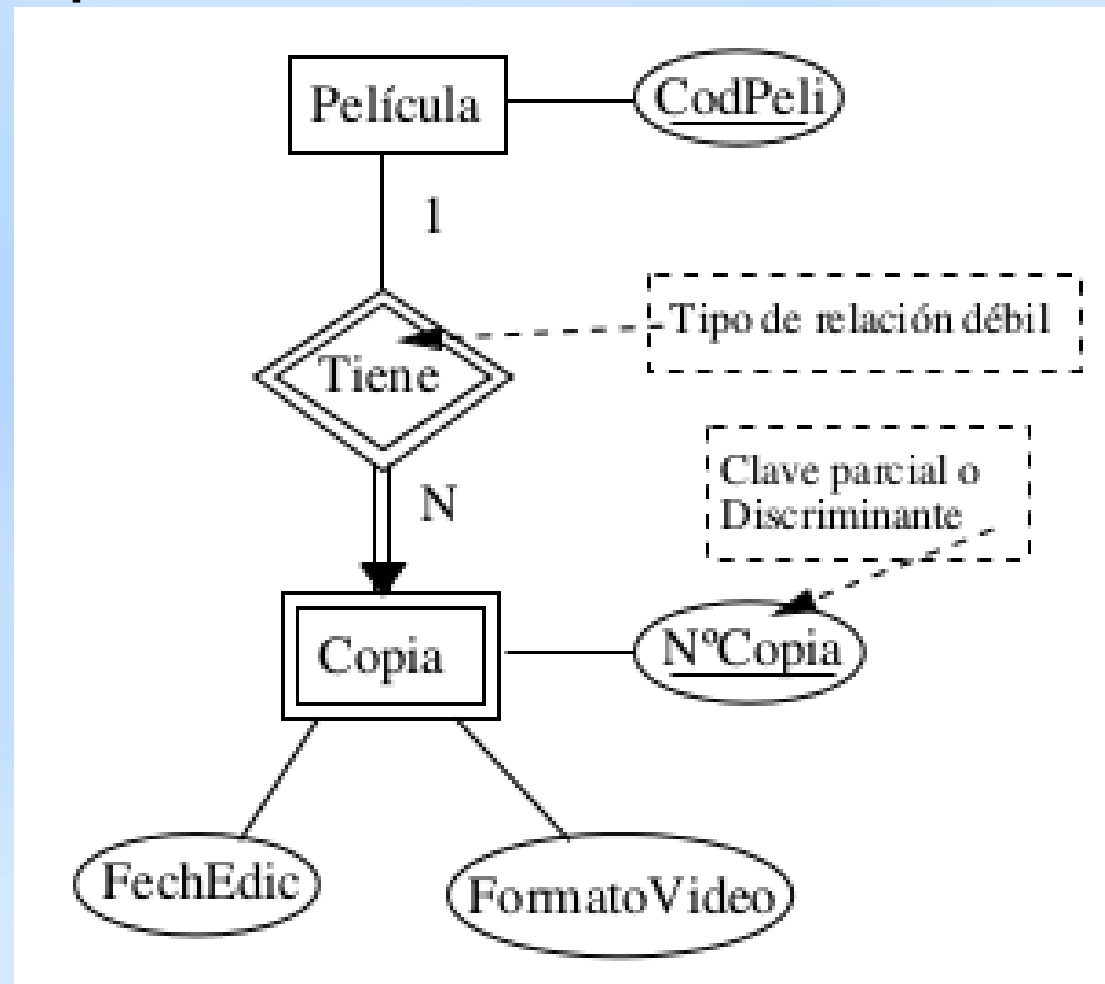 Película
CodPeli
1
Tipo de relación débil
Tiene
Clave parcial o
Discriminante
N
Copia
NºCopia
FechEdic
FormatoVideo